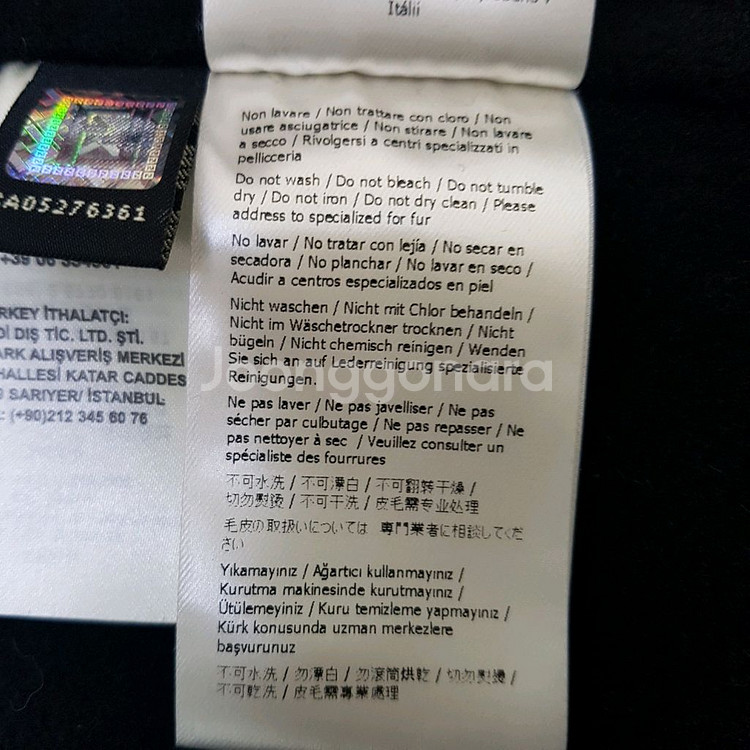 Itálii
Non lavare / Non trattare con cloro / Non
usare asciugatrice / Non stirare / Non lavare
a secco / Rivolgersi a centri specializzati in
pellicceria
Do not wash / Do not bleach / Do not tumble
dry / Do not iron / Do not dry clean / Please
address to specialized for fur
No lavar / No tratar con lejía / No secar en
secadora / No planchar / No lavar en seco /
Acudir a centros especializados en piel
Nicht waschen / Nicht mit Chlor behandeln /
Nicht im Wäschetrockner trocknen / Nicht
bügeln / Nicht chemisch reinigen / Wenden
Sie sich an auf Lederreinigung spezialisierte
Reinigungen.
Ne pas laver / Ne pas javelliser / Ne pas
sécher par culbutage / Ne pas repasser / Ne
pas nettoyer à sec / Veuillez consulter un
spécialiste des fourrures
不可水洗 / 不可漂白 / 不可翻转干燥 /
切勿熨烫 / 不可干洗 / 皮毛需专业处理
毛皮の取扱いについては 専門業者に相談してくだ
さい
Yıkamayınız / Ağartıcı kullanmayınız /
Kurutma makinesinde kurutmayınız /
Ütülemeyiniz / Kuru temizleme yapmayınız /
Kürk konusunda uzman merkezlere
başvurunuz
不可水洗 / 勿漂白 / 勿滾筒烘乾 / 切勿熨燙 /
不可乾洗 / 皮毛需專業處理
A05276361
+39 06
RKEY İTHALATÇI:
Dİ DIŞ TİC. LTD. ŞTİ.
ARK ALIŞVERİŞ MERKEZİ
HALLESİ KATAR CADDES
9 SARIYER/ İSTANBUL
: (+90)212 345 60 76
Joonggonara